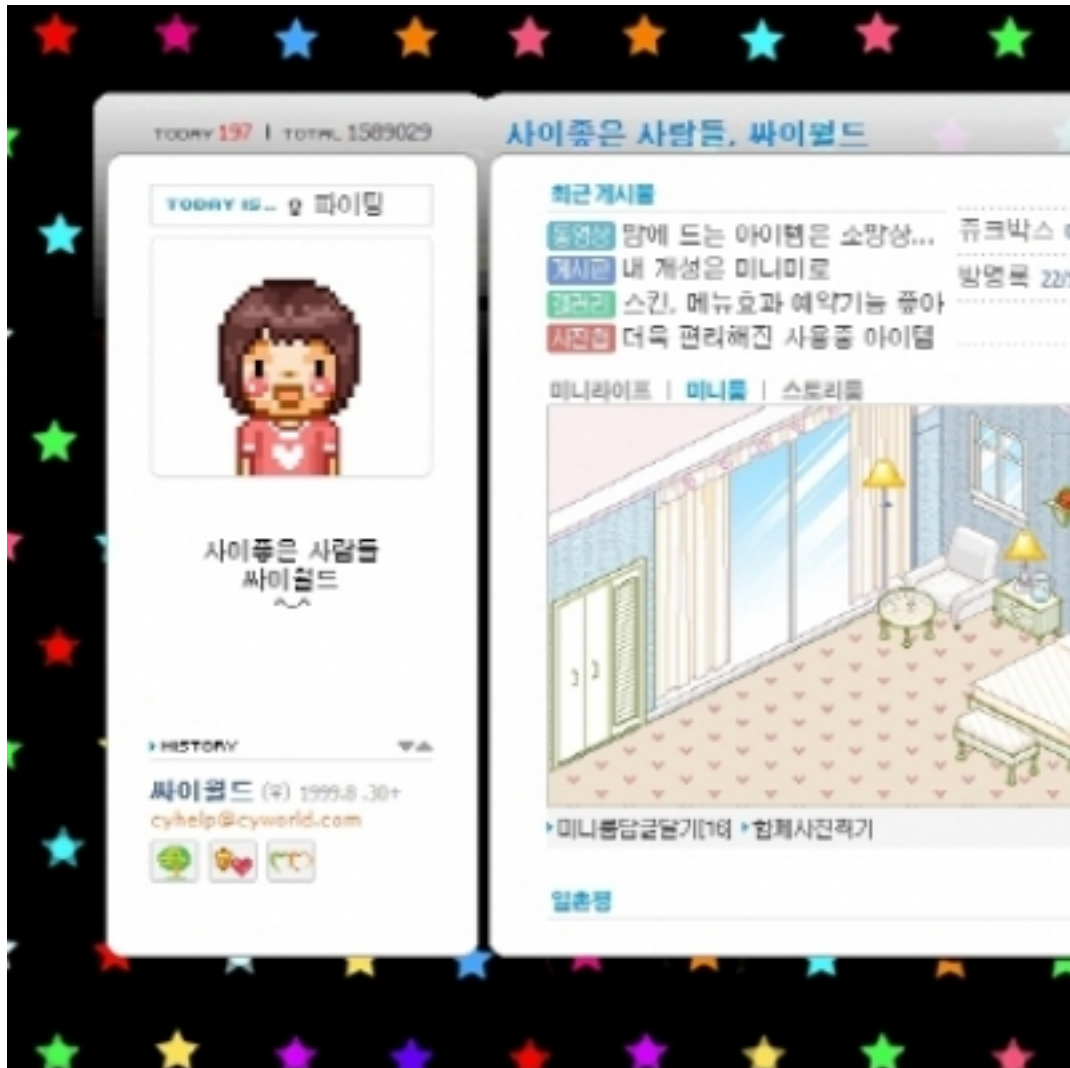 TODAY 197 | TOTAL 1589029
사이좋은 사람들, 싸이월드
TODAY IS.. 파이팅
사이좋은 사람들
싸이월드
^_^
HISTORY
싸이월드 (우) 1999.8 .30+
cyhelp@cyworld.com
최근 게시물
동영상 맘에 드는 아이템은 소망상...
게시판 내 개성은 미니미로
갤러리 스킨, 메뉴효과 예약기능 좋아
사진첩 더욱 편리해진 사용중 아이템
쥬크박스
방명록 22/
미니라이프 | 미니룸 | 스토리룸
미니룸답글달기[16] 함께사진찍기
일촌평